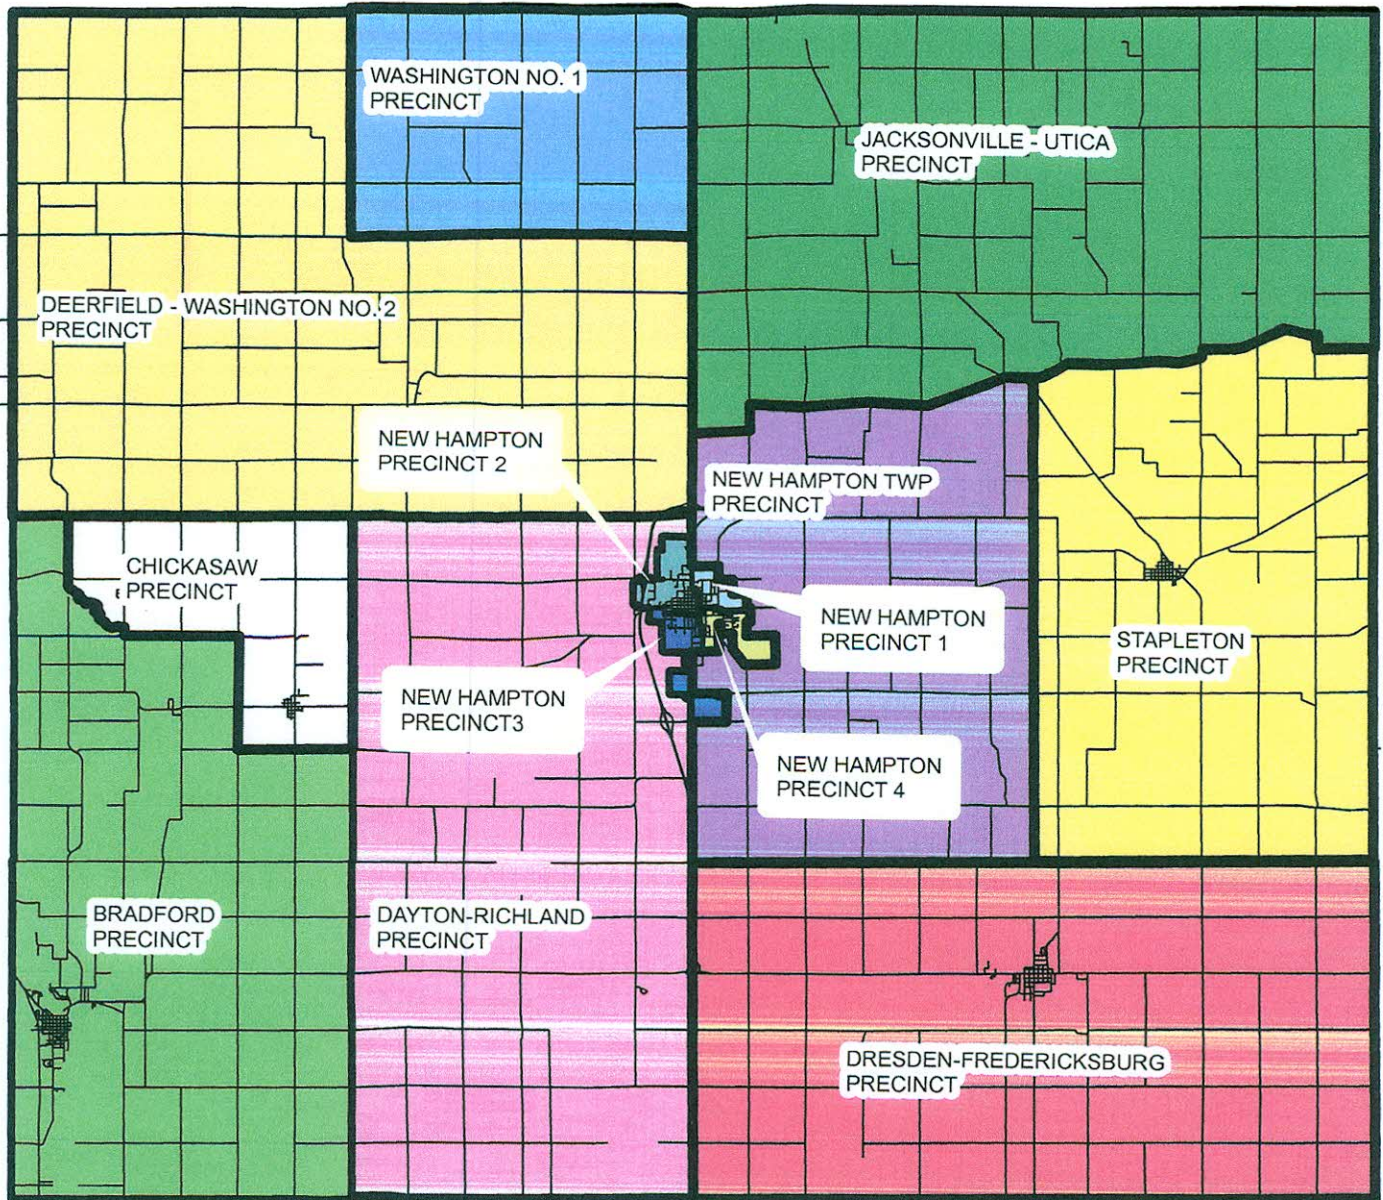 WASHINGTON NO. 1
PRECINCT
JACKSONVILLE - UTICA
PRECINCT
DEERFIELD - WASHINGTON NO. 2
PRECINCT
NEW HAMPTON
PRECINCT 2
NEW HAMPTON TWP
PRECINCT
CHICKASAW
PRECINCT
NEW HAMPTON
PRECINCT 1
STAPLETON
PRECINCT
NEW HAMPTON
PRECINCT3
NEW HAMPTON
PRECINCT 4
BRADFORD
PRECINCT
DAYTON-RICHLAND
PRECINCT
DRESDEN-FREDERICKSBURG
PRECINCT